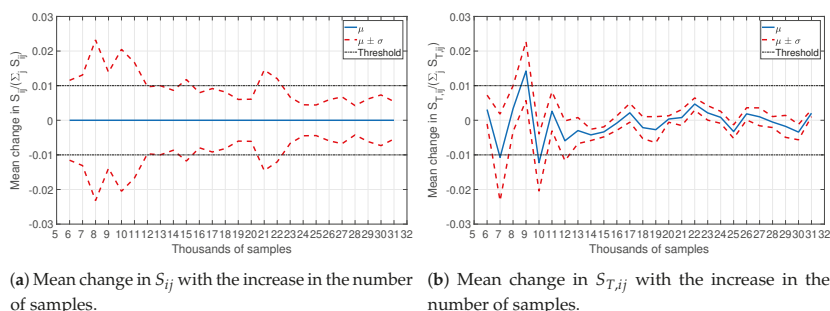 0.03
0.02
0.01
0
-0.01
-0.02
-0.03
Mean change in S_ij/(Σ_j S_ij)
5 6 7 8 9 10 11 12 13 14 15 16 17 18 19 20 21 22 23 24 25 26 27 28 29 30 31 32
Thousands of samples
μ
μ ± σ
Threshold
(a) Mean change in S_ij with the increase in the number
of samples.
0.03
0.02
0.01
0
-0.01
-0.02
-0.03
Mean change in S_T,ij/(Σ_j S_T,ij)
5 6 7 8 9 10 11 12 13 14 15 16 17 18 19 20 21 22 23 24 25 26 27 28 29 30 31 32
Thousands of samples
μ
μ ± σ
Threshold
(b) Mean change in S_T,ij with the increase in the
number of samples.